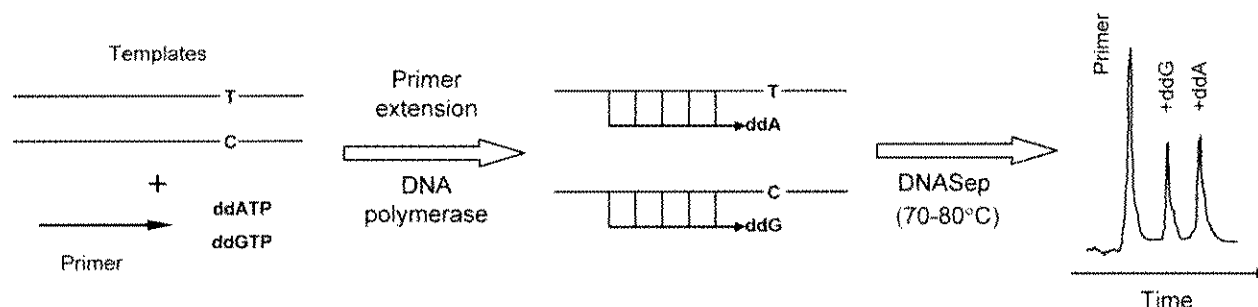 Templates
T
C
+
ddATP
ddGTP
Primer
Primer
extension
DNA
polymerase
T
ddA
C
ddG
DNASep
(70-80°C)
Primer
+ddG
+ddA
Time